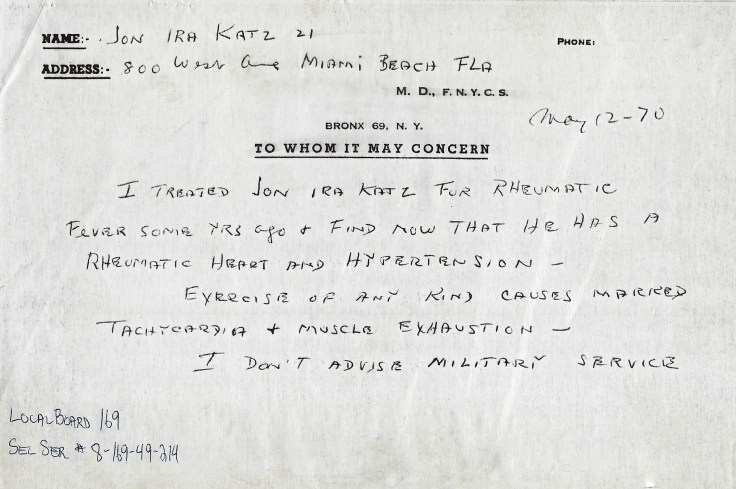 NAME:- JON IRA KATZ 21
PHONE:
ADDRESS:- 800 West Ave MIAMI BEACH FLA
M. D., F. N. Y. C. S.
May 12-70
BRONX 69, N. Y.
TO WHOM IT MAY CONCERN
I TREATED JON IRA KATZ FOR RHEUMATIC
FEVER SOME YRS ago & FIND NOW THAT HE HAS A
RHEUMATIC HEART AND HYPERTENSION -
EXERCISE OF ANY KIND CAUSES MARKED
TACHYCARDIA & MUSCLE EXHAUSTION -
I DON'T ADVISE MILITARY SERVICE
LOCAL BOARD 169
SEL SER # 8-169-49-214